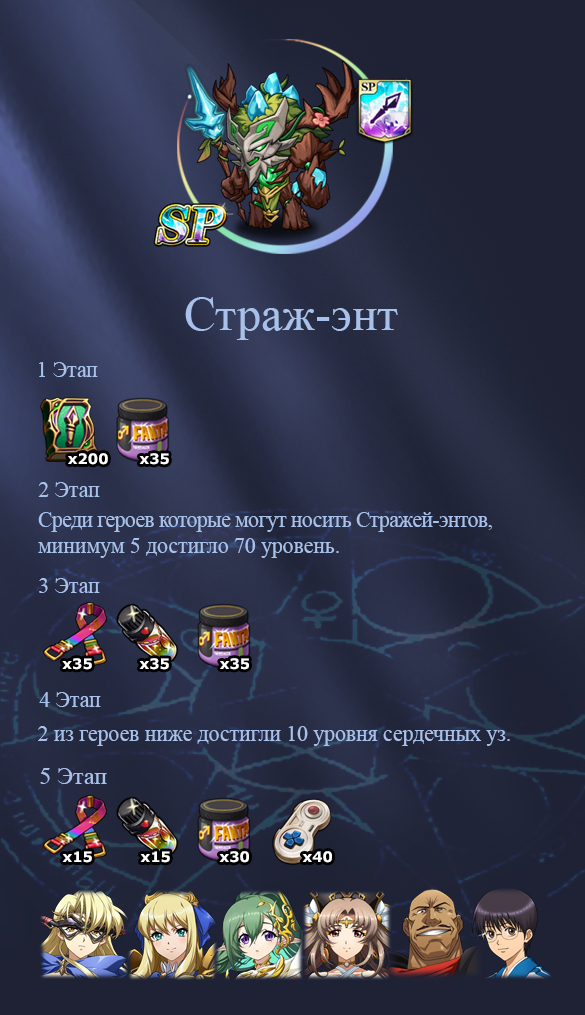 SP
SP
Страж-энт
1 Этап
x200
x35
2 Этап
Среди героев которые могут носить Стражей-энтов,
минимум 5 достигло 70 уровень.
3 Этап
x35
x35
x35
4 Этап
2 из героев ниже достигли 10 уровня сердечных уз.
5 Этап
x15
x15
x30
x40